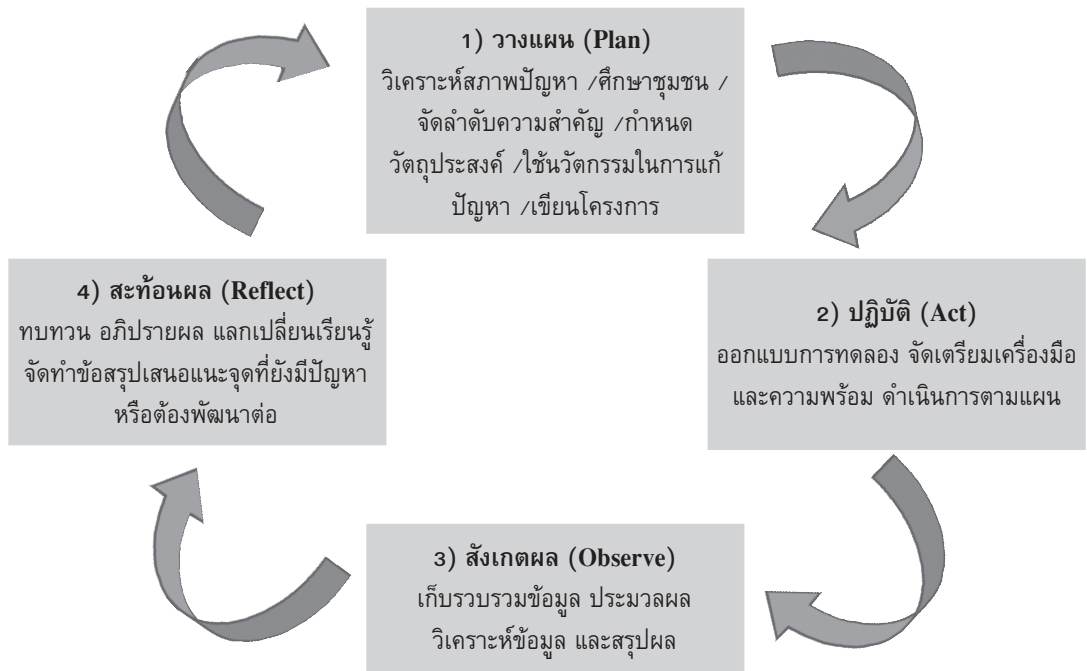 1) วางแผน (Plan)
วิเคราะห์สภาพปัญหา /ศึกษาชุมชน /
จัดลำดับความสำคัญ /กำหนด
วัตถุประสงค์ /ใช้นวัตกรรมในการแก้
ปัญหา /เขียนโครงการ
2) ปฏิบัติ (Act)
ออกแบบการทดลอง จัดเตรียมเครื่องมือ
และความพร้อม ดำเนินการตามแผน
3) สังเกตผล (Observe)
เก็บรวบรวมข้อมูล ประมวลผล
วิเคราะห์ข้อมูล และสรุปผล
4) สะท้อนผล (Reflect)
ทบทวน อภิปรายผล แลกเปลี่ยนเรียนรู้
จัดทำข้อสรุปเสนอแนะจุดที่ยังมีปัญหา
หรือต้องพัฒนาต่อ